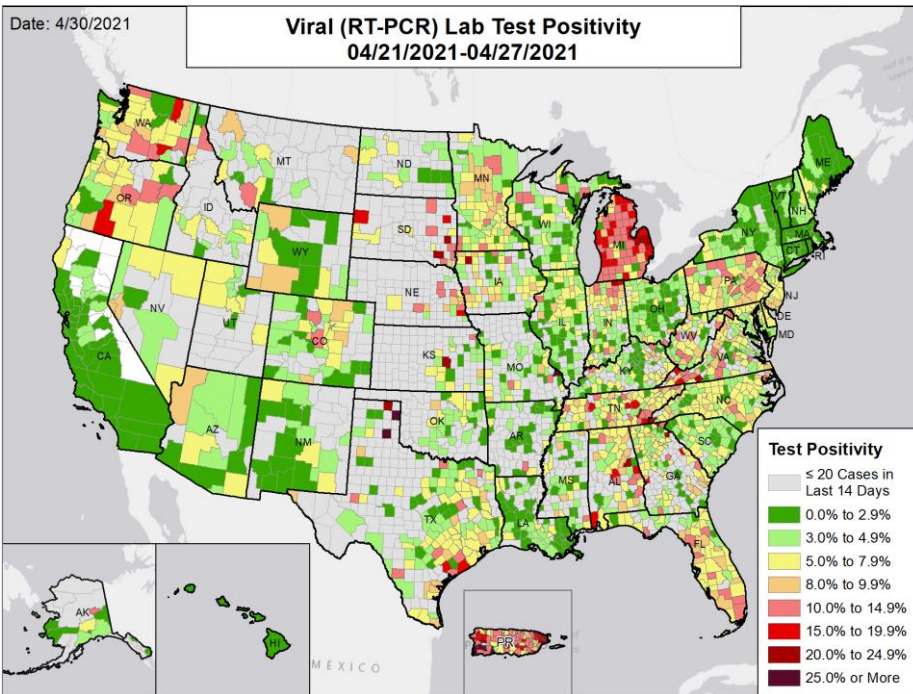 Date: 4/30/2021
Viral (RT-PCR) Lab Test Positivity
04/21/2021-04/27/2021
WA
MT
ND
MN
ME
OR
ID
SD
WI
MI
VT
NH
NY
MA
CT
RI
WY
IA
PA
NJ
NE
NV
UT
CO
IL
IN
OH
DE
MD
WV
VA
CA
KS
MO
KY
AZ
NM
OK
AR
TN
NC
SC
TX
LA
MS
AL
GA
FL
AK
HI
PR
MÉXICO
Test Positivity
≤ 20 Cases in
Last 14 Days
0.0% to 2.9%
3.0% to 4.9%
5.0% to 7.9%
8.0% to 9.9%
10.0% to 14.9%
15.0% to 19.9%
20.0% to 24.9%
25.0% or More